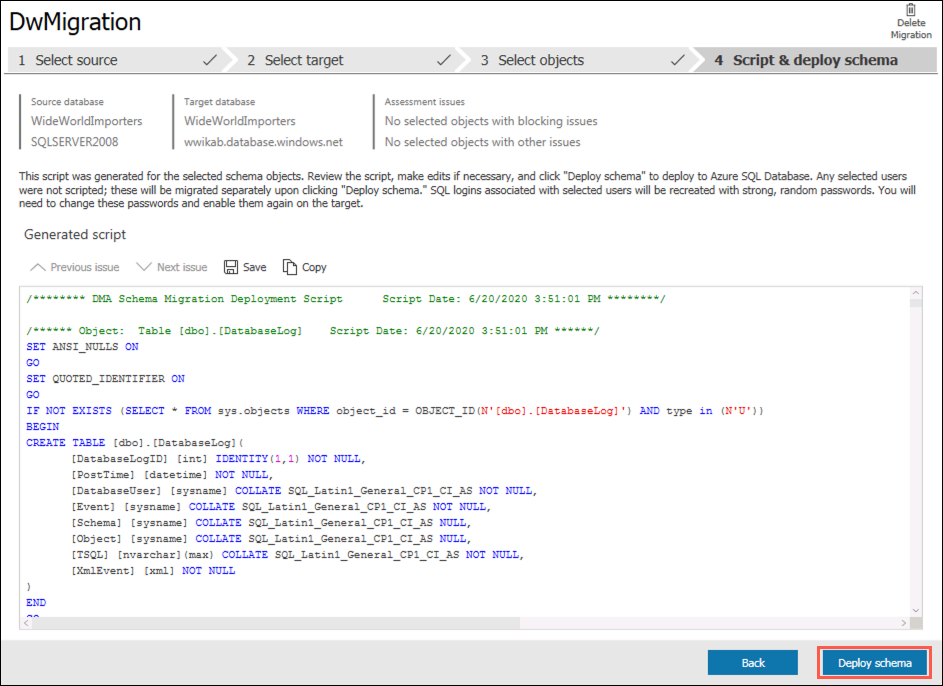 DwMigration
Delete
Migration
1 Select source
2 Select target
3 Select objects
4 Script & deploy schema
Source database
WideWorldImporters
SQLSERVER2008
Target database
WideWorldImporters
wwikab.database.windows.net
Assessment issues
No selected objects with blocking issues
No selected objects with other issues
This script was generated for the selected schema objects. Review the script, make edits if necessary, and click "Deploy schema" to deploy to Azure SQL Database. Any selected users
were not scripted; these will be migrated separately upon clicking "Deploy schema." SQL logins associated with selected users will be recreated with strong, random passwords. You will
need to change these passwords and enable them again on the target.
Generated script
Previous issue Next issue Save Copy
/******** DMA Schema Migration Deployment Script      Script Date: 6/20/2020 3:51:01 PM ********/
/****** Object:  Table [dbo].[DatabaseLog]    Script Date: 6/20/2020 3:51:01 PM ******/
SET ANSI_NULLS ON
GO
SET QUOTED_IDENTIFIER ON
GO
IF NOT EXISTS (SELECT * FROM sys.objects WHERE object_id = OBJECT_ID(N'[dbo].[DatabaseLog]') AND type in (N'U'))
BEGIN
CREATE TABLE [dbo].[DatabaseLog](
[DatabaseLogID] [int] IDENTITY(1,1) NOT NULL,
[PostTime] [datetime] NOT NULL,
[DatabaseUser] [sysname] COLLATE SQL_Latin1_General_CP1_CI_AS NOT NULL,
[Event] [sysname] COLLATE SQL_Latin1_General_CP1_CI_AS NOT NULL,
[Schema] [sysname] COLLATE SQL_Latin1_General_CP1_CI_AS NULL,
[Object] [sysname] COLLATE SQL_Latin1_General_CP1_CI_AS NULL,
[TSQL] [nvarchar](max) COLLATE SQL_Latin1_General_CP1_CI_AS NOT NULL,
[XmlEvent] [xml] NOT NULL
)
END
Back
Deploy schema